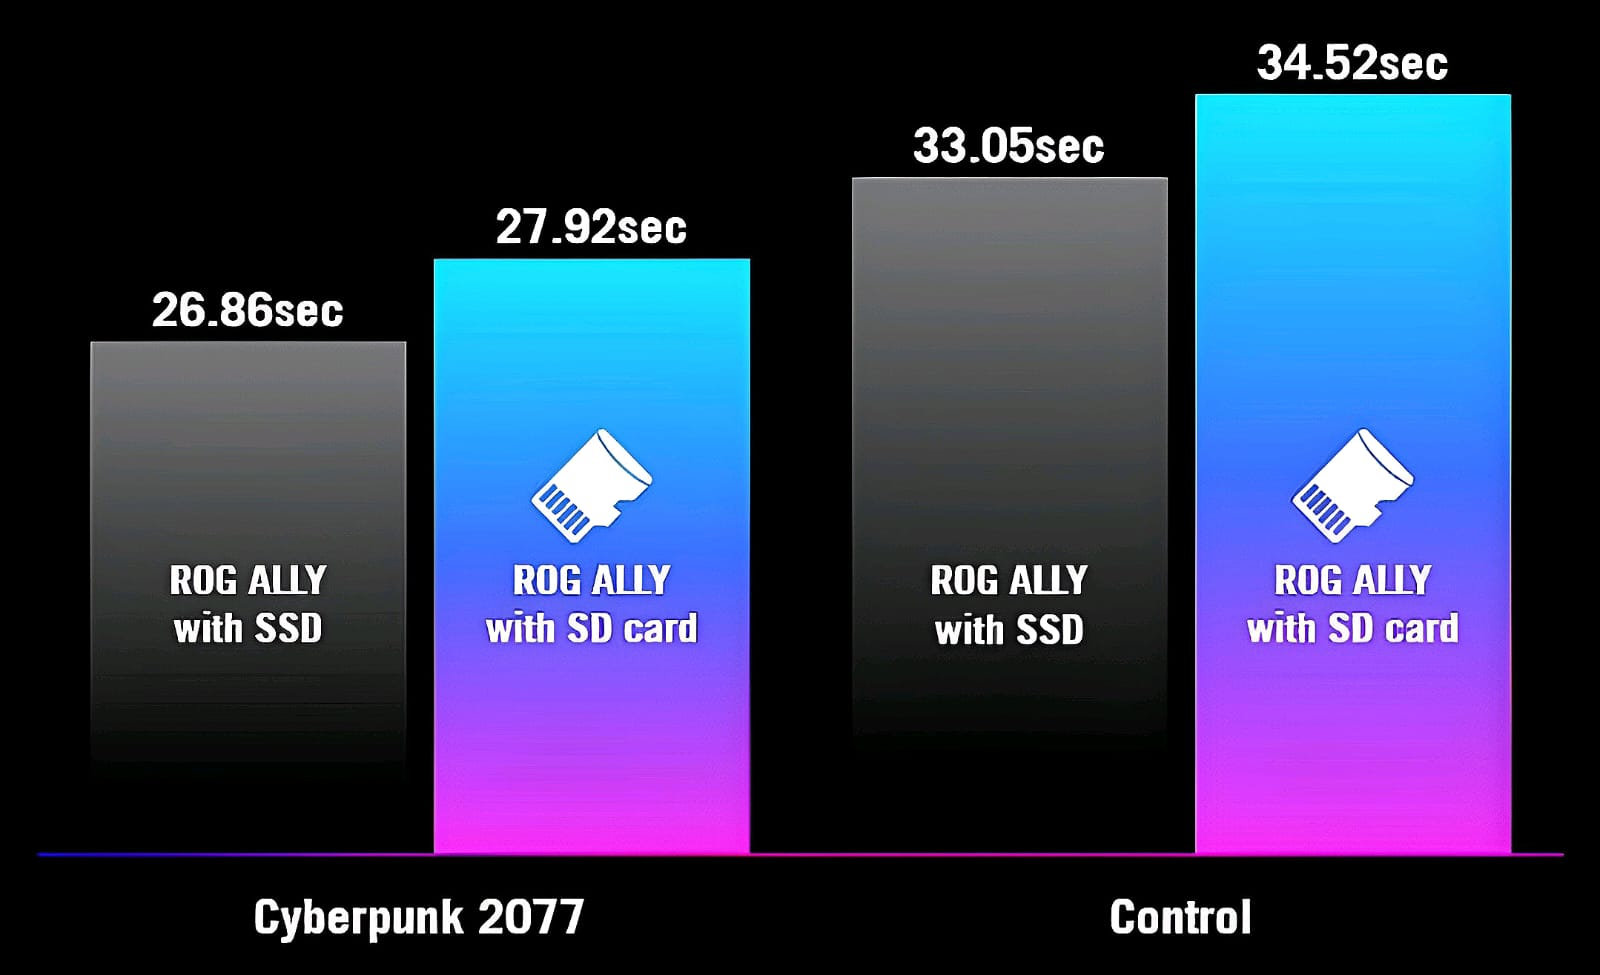 26.86sec
ROG ALLY
with SSD
27.92sec
ROG ALLY
with SD card
Cyberpunk 2077
33.05sec
ROG ALLY
with SSD
34.52sec
ROG ALLY
with SD card
Control